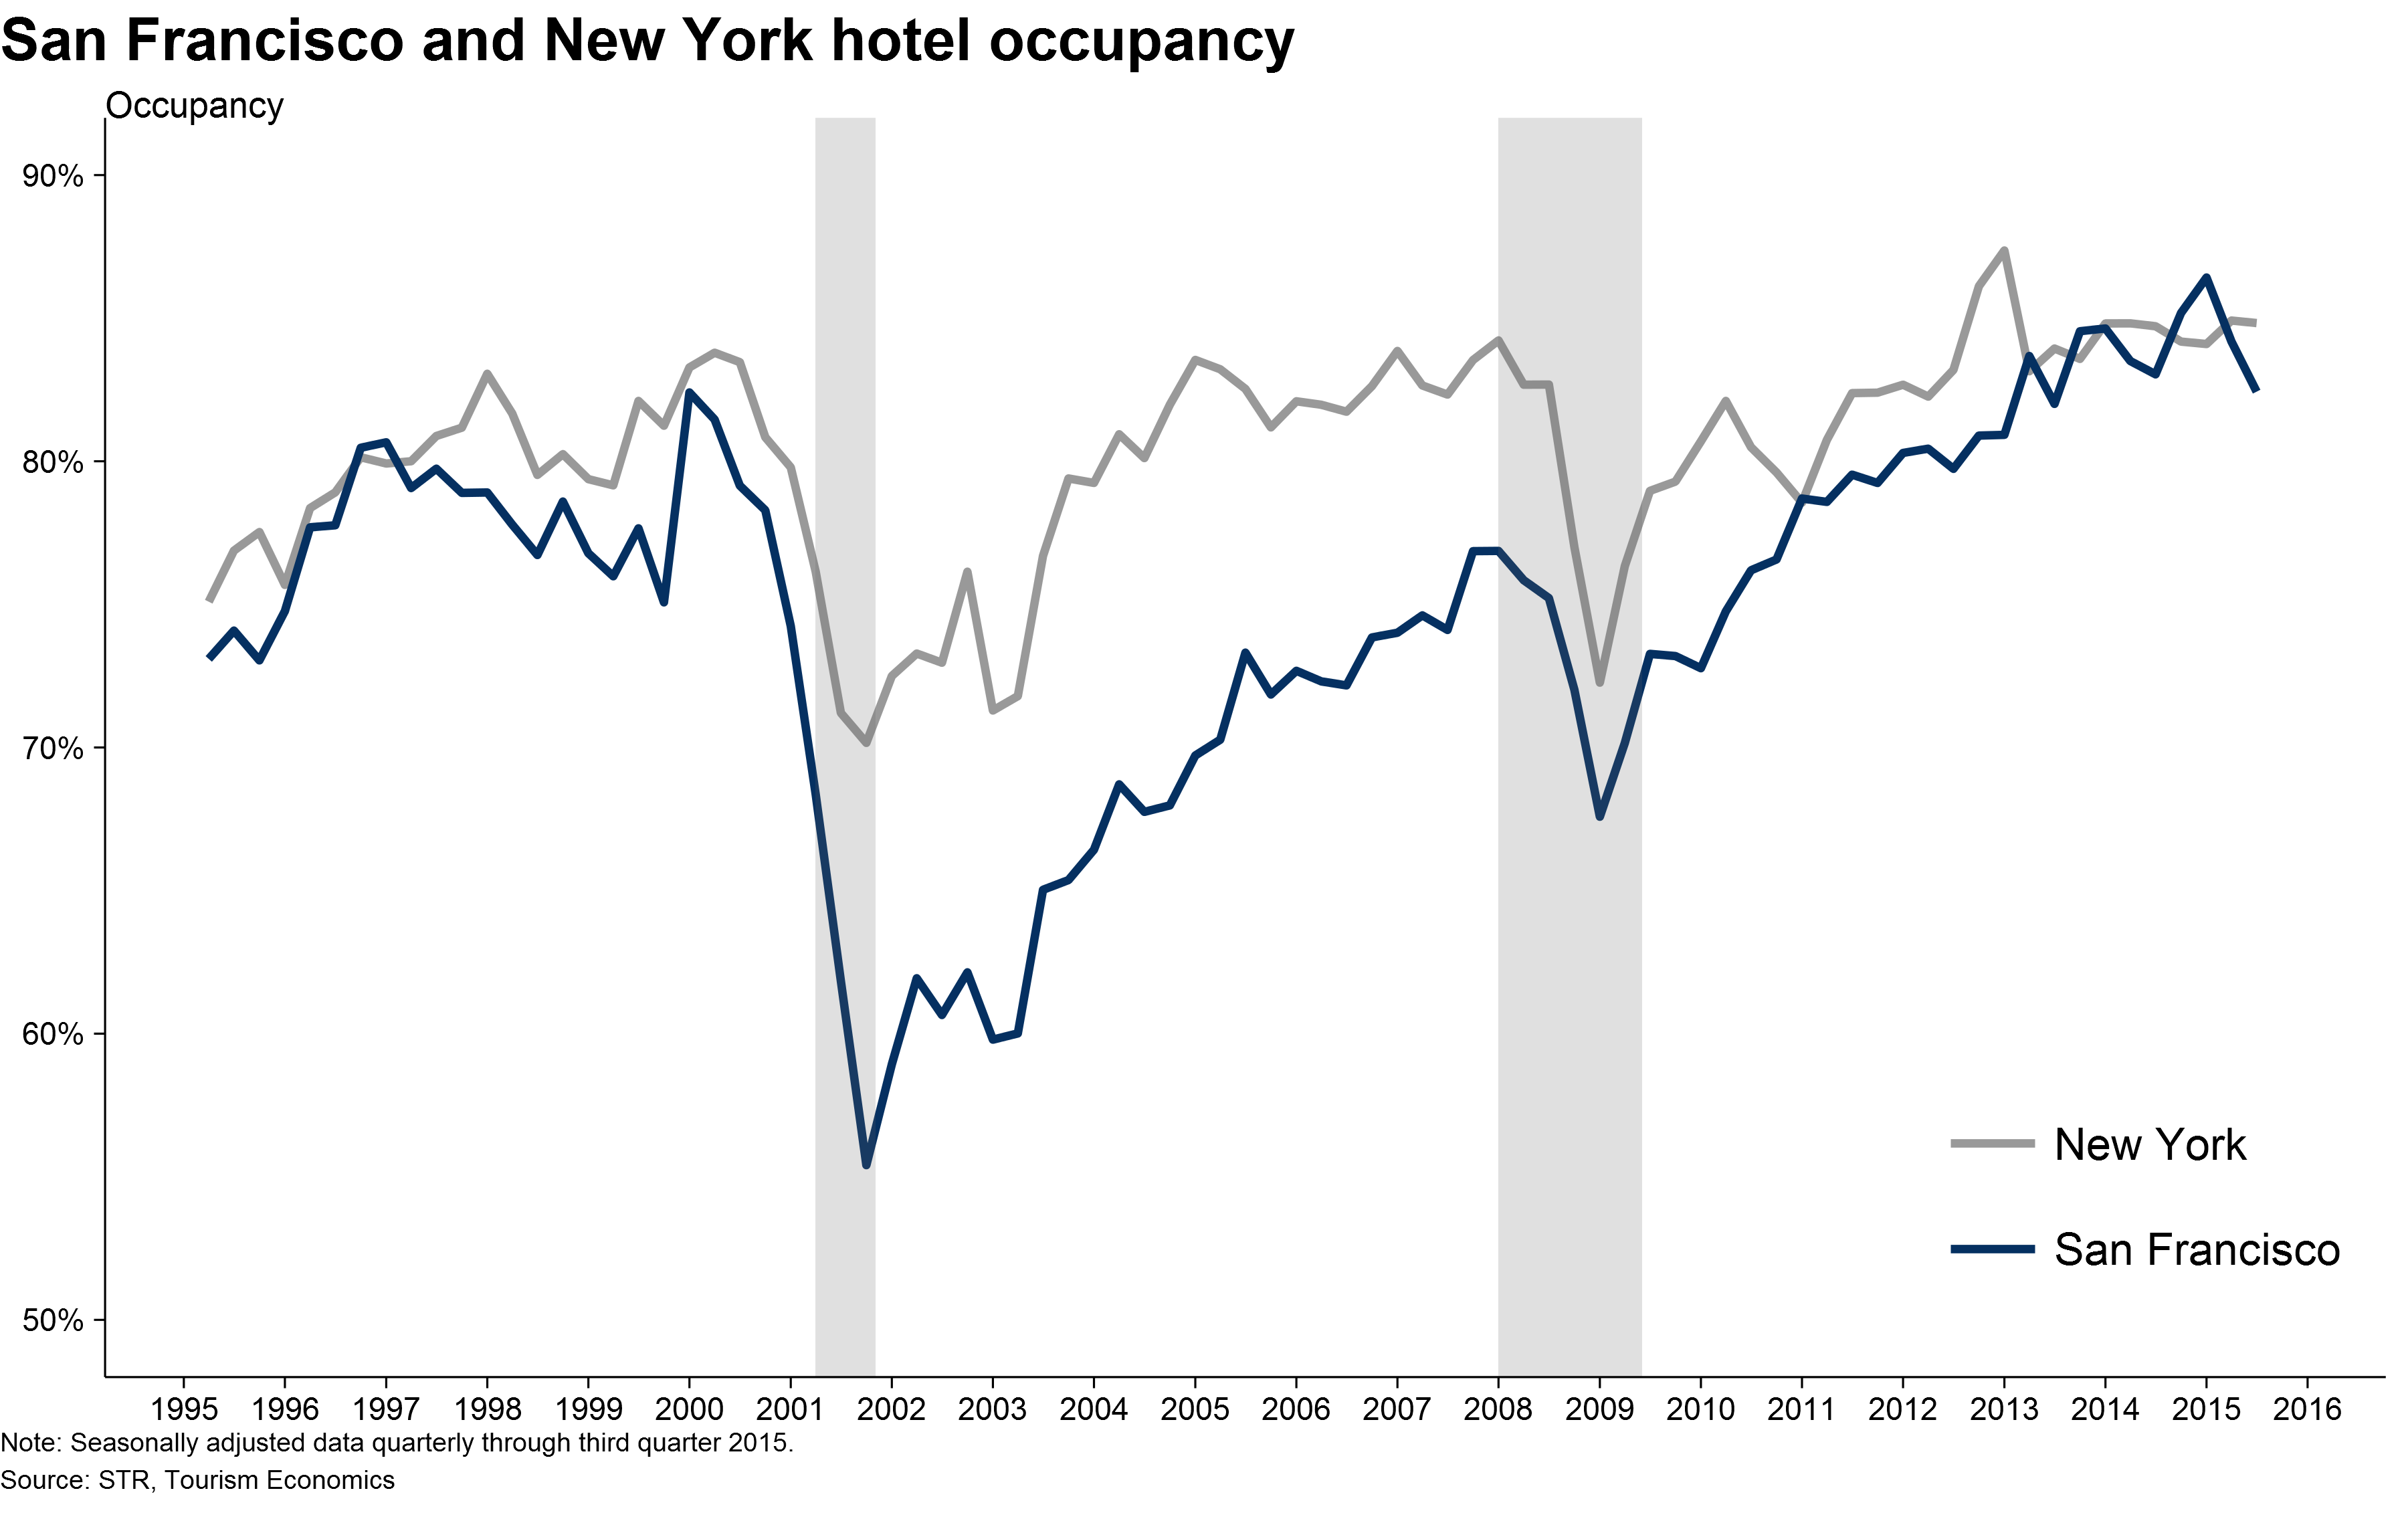 San Francisco and New York hotel occupancy
Occupancy
90%
80%
70%
60%
50%
New York
San Francisco
1995 1996 1997 1998 1999 2000 2001 2002 2003 2004 2005 2006 2007 2008 2009 2010 2011 2012 2013 2014 2015 2016
Note: Seasonally adjusted data quarterly through third quarter 2015.
Source: STR, Tourism Economics